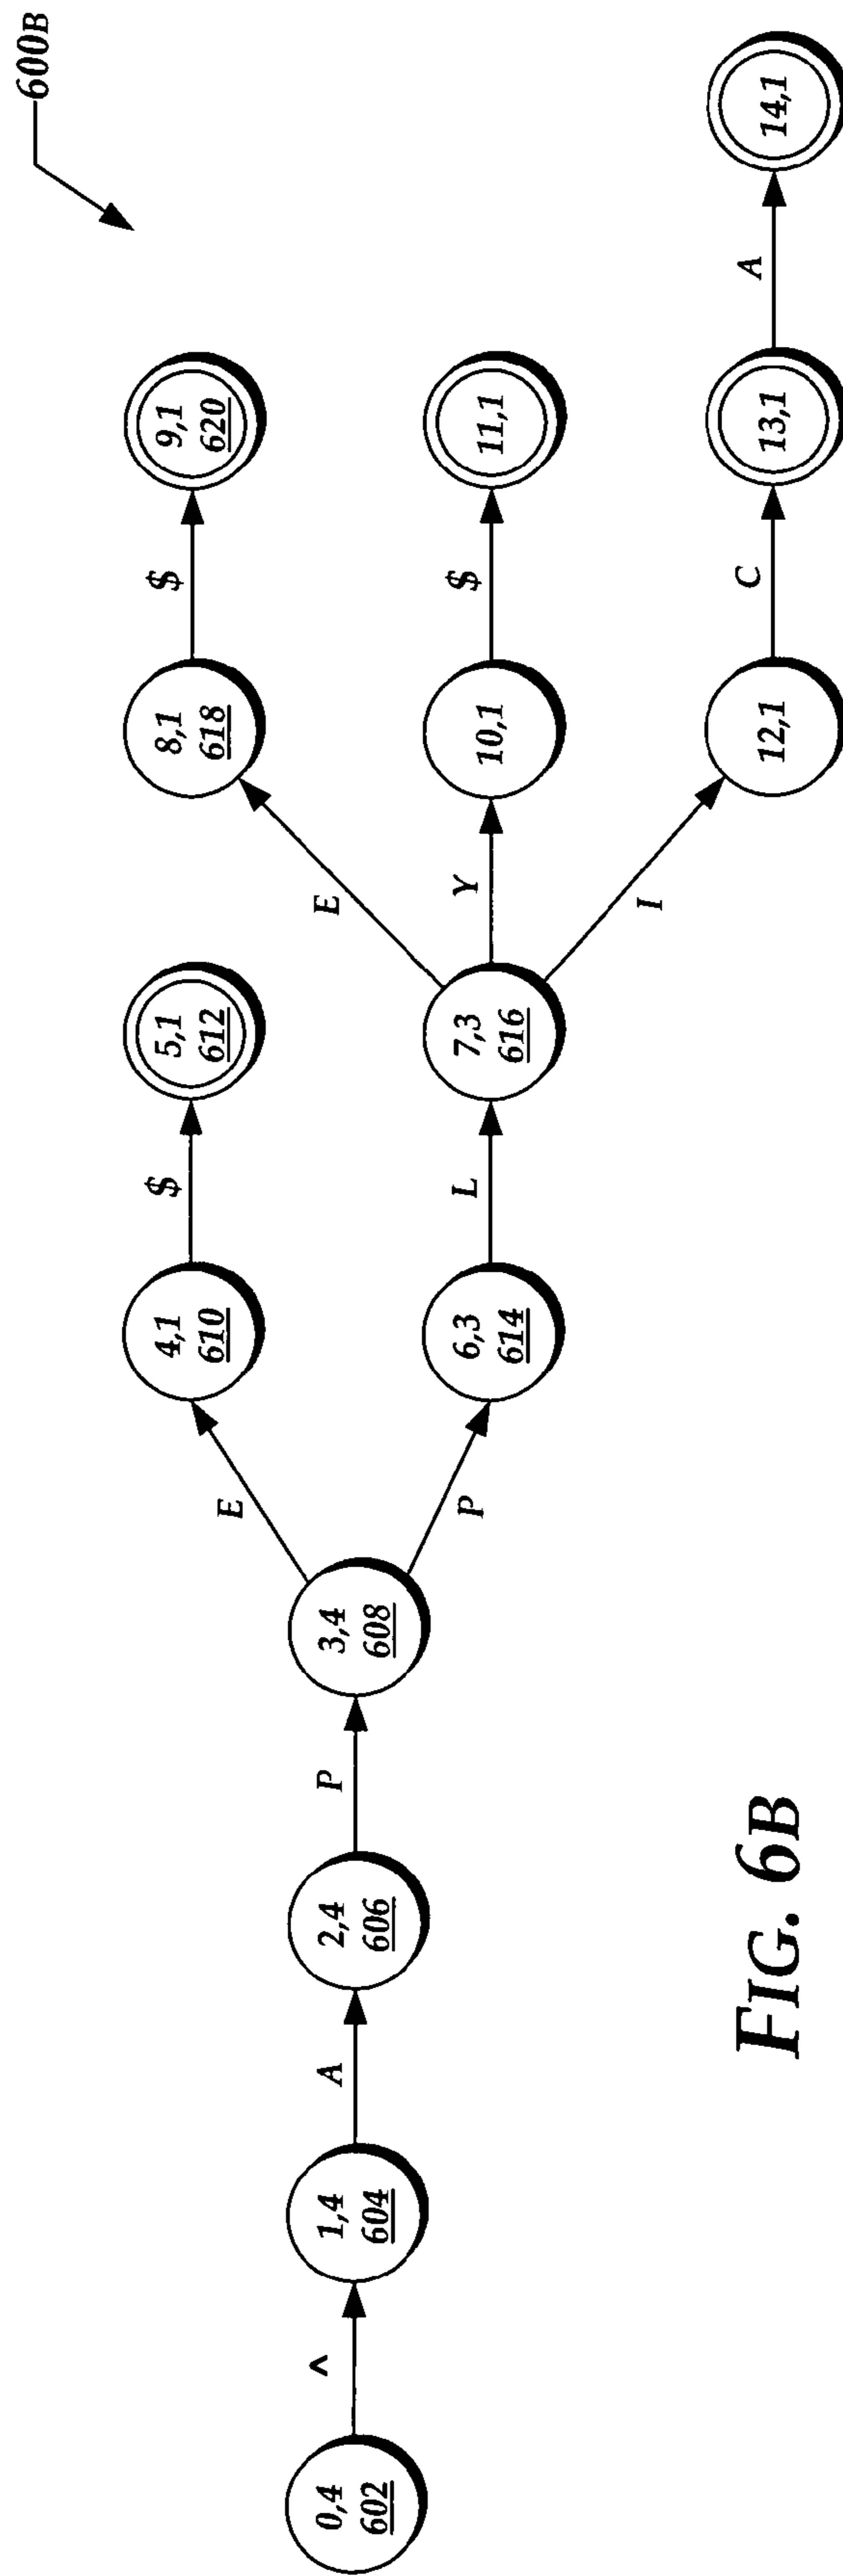 600B
0,4
602
^
1,4
604
A
2,4
606
P
3,4
608
E
4,1
610
$
5,1
612
P
6,3
614
L
7,3
616
E
8,1
618
$
9,1
620
Y
10,1
$
11,1
I
12,1
C
13,1
A
14,1
FIG. 6B